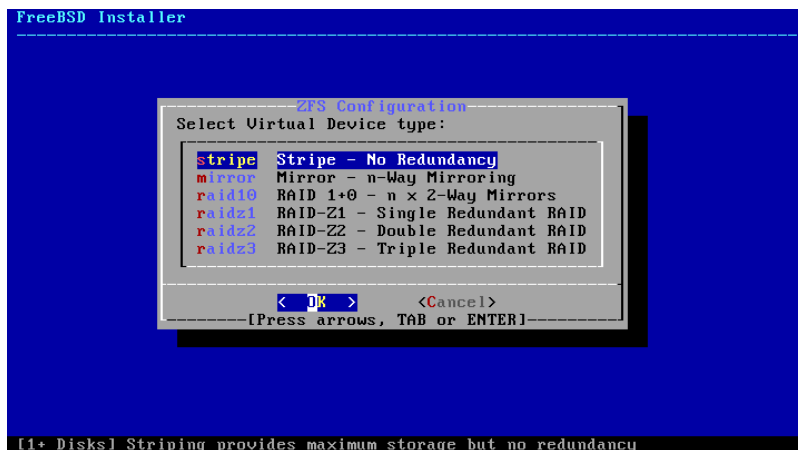 FreeBSD Installer
ZFS Configuration
Select Virtual Device type:
stripe Stripe - No Redundancy
mirror Mirror - n-Way Mirroring
raid10 RAID 1+0 - n x 2-Way Mirrors
raidz1 RAID-Z1 - Single Redundant RAID
raidz2 RAID-Z2 - Double Redundant RAID
raidz3 RAID-Z3 - Triple Redundant RAID
< OK > <Cancel>
[Press arrows, TAB or ENTER]
[1+ Disks] Striping provides maximum storage but no redundancy